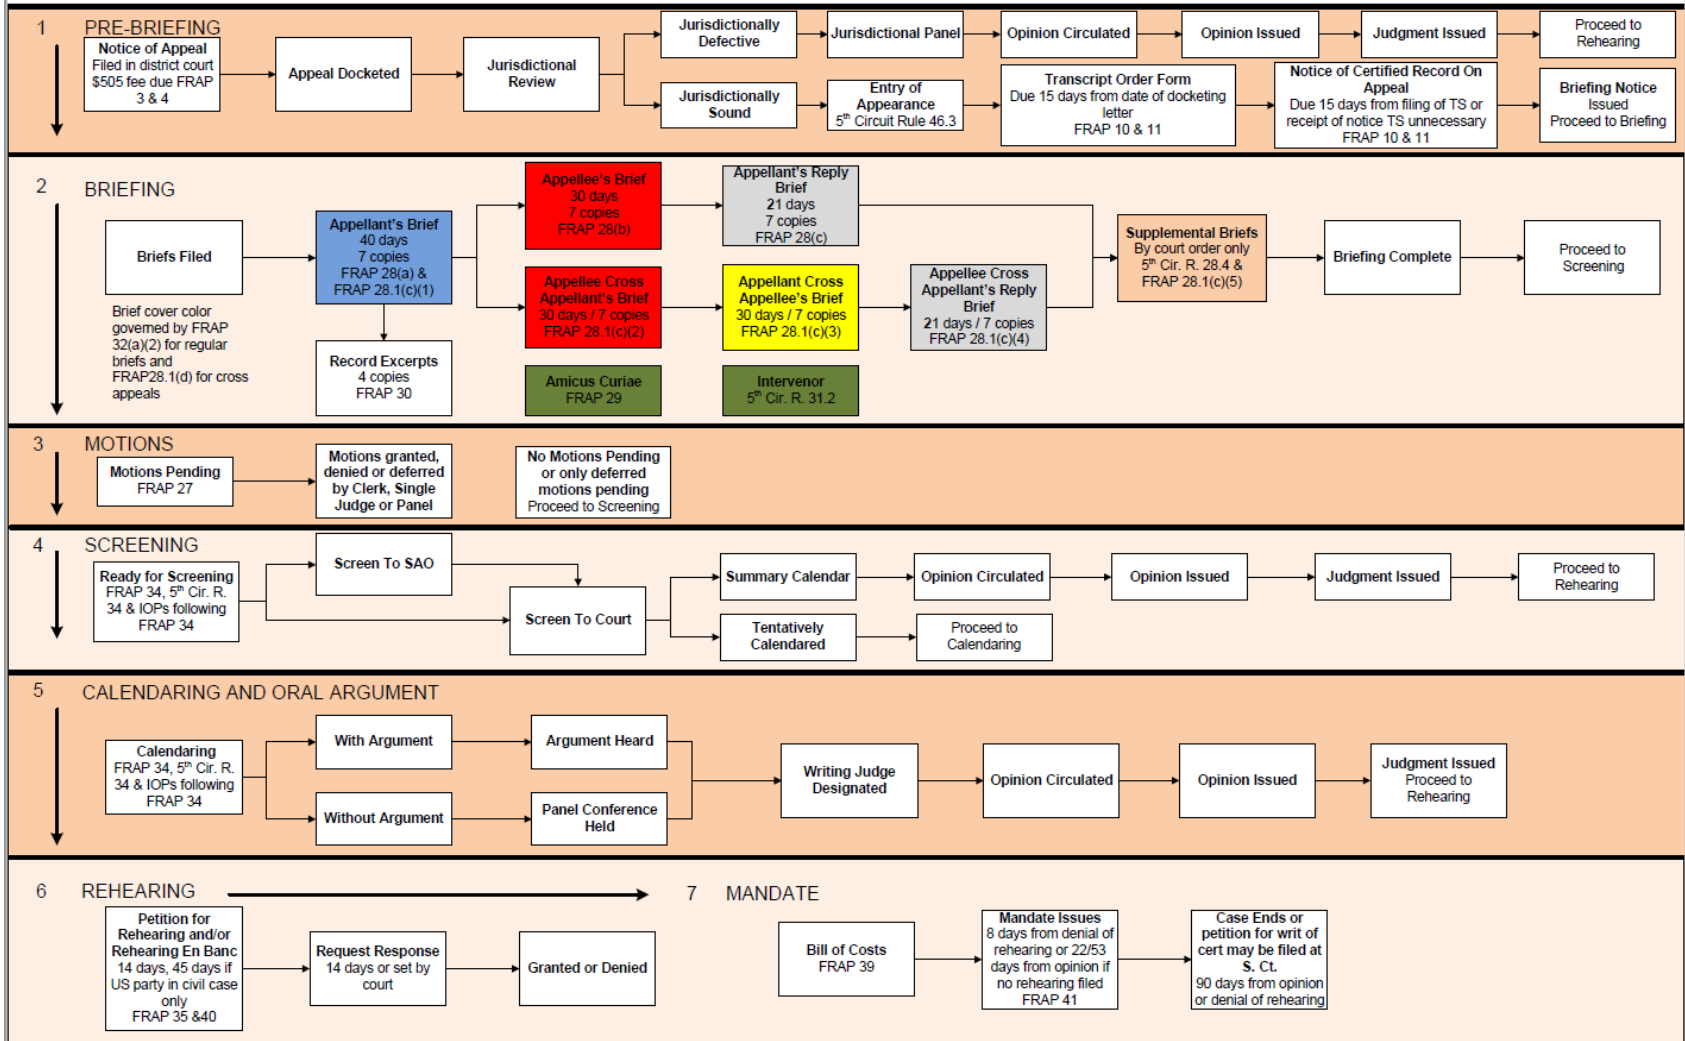 1
PRE-BRIEFING
Notice of Appeal
Filed in district court
$505 fee due FRAP
3 & 4
Appeal Docketed
Jurisdictional
Review
Jurisdictionally
Defective
Jurisdictional Panel
Opinion Circulated
Opinion Issued
Judgment Issued
Proceed to
Rehearing
Jurisdictionally
Sound
Entry of
Appearance
5th Circuit Rule 46.3
Transcript Order Form
Due 15 days from date of docketing
letter
FRAP 10 & 11
Notice of Certified Record On
Appeal
Due 15 days from filing of TS or
receipt of notice TS unnecessary
FRAP 10 & 11
Briefing Notice
Issued
Proceed to Briefing
2
BRIEFING
Briefs Filed
Brief cover color
governed by FRAP
32(a)(2) for regular
briefs and
FRAP28.1(d) for cross
appeals
Appellant's Brief
40 days
7 copies
FRAP 28(a) &
FRAP 28.1(c)(1)
Record Excerpts
4 copies
FRAP 30
Appellee's Brief
30 days
7 copies
FRAP 28(b)
Appellant's Reply
Brief
21 days
7 copies
FRAP 28(c)
Appellee Cross
Appellant's Brief
30 days / 7 copies
FRAP 28.1(c)(2)
Appellant Cross
Appellee's Brief
30 days / 7 copies
FRAP 28.1(c)(3)
Appellee Cross
Appellant's Reply
Brief
21 days / 7 copies
FRAP 28.1(c)(4)
Amicus Curiae
FRAP 29
Intervenor
5th Cir. R. 31.2
Supplemental Briefs
By court order only
5th Cir. R. 28.4 &
FRAP 28.1(c)(5)
Briefing Complete
Proceed to
Screening
3
MOTIONS
Motions Pending
FRAP 27
Motions granted,
denied or deferred
by Clerk, Single
Judge or Panel
No Motions Pending
or only deferred
motions pending
Proceed to Screening
4
SCREENING
Ready for Screening
FRAP 34, 5th Cir. R.
34 & IOPs following
FRAP 34
Screen To SAO
Screen To Court
Summary Calendar
Opinion Circulated
Opinion Issued
Judgment Issued
Proceed to
Rehearing
Tentatively
Calendared
Proceed to
Calendaring
5
CALENDARING AND ORAL ARGUMENT
Calendaring
FRAP 34, 5th Cir. R.
34 & IOPs following
FRAP 34
With Argument
Argument Heard
Without Argument
Panel Conference
Held
Writing Judge
Designated
Opinion Circulated
Opinion Issued
Judgment Issued
Proceed to
Rehearing
6
REHEARING
Petition for
Rehearing and/or
Rehearing En Banc
14 days, 45 days if
US party in civil case
only
FRAP 35 &40
Request Response
14 days or set by
court
Granted or Denied
7
MANDATE
Bill of Costs
FRAP 39
Mandate Issues
8 days from denial of
rehearing or 22/53
days from opinion if
no rehearing filed
FRAP 41
Case Ends or
petition for writ of
cert may be filed at
S. Ct.
90 days from opinion
or denial of rehearing